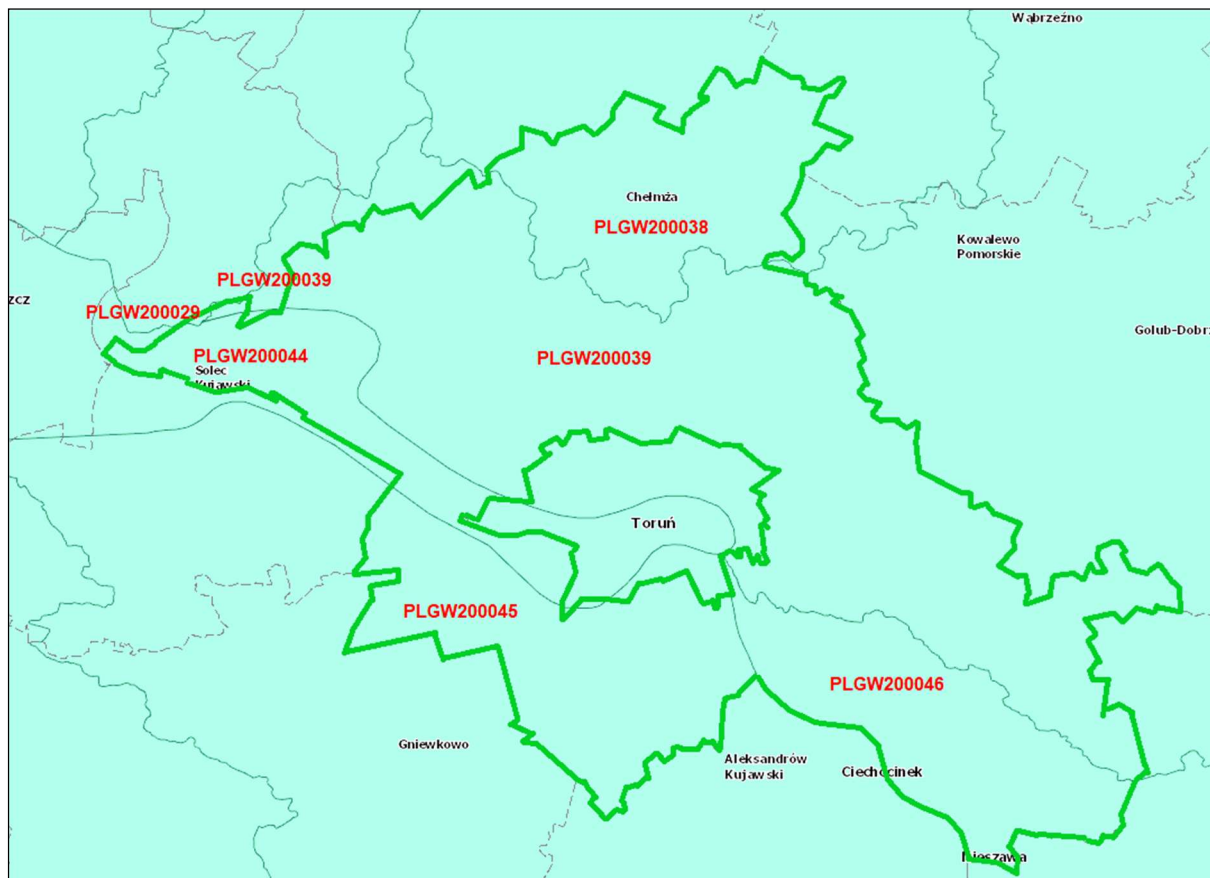 Wąbrzeźno
Chełmża
PLGW200038
Kowalewo
Pomorskie
PLGW200039
szcz
PLGW200029
Golub-Dobrz
PLGW200044
PLGW200039
Solec
Kujawski
Toruń
PLGW200045
PLGW200046
Gniewkowo
Aleksandrów
Kujawski
Ciechocinek
Nieszawa